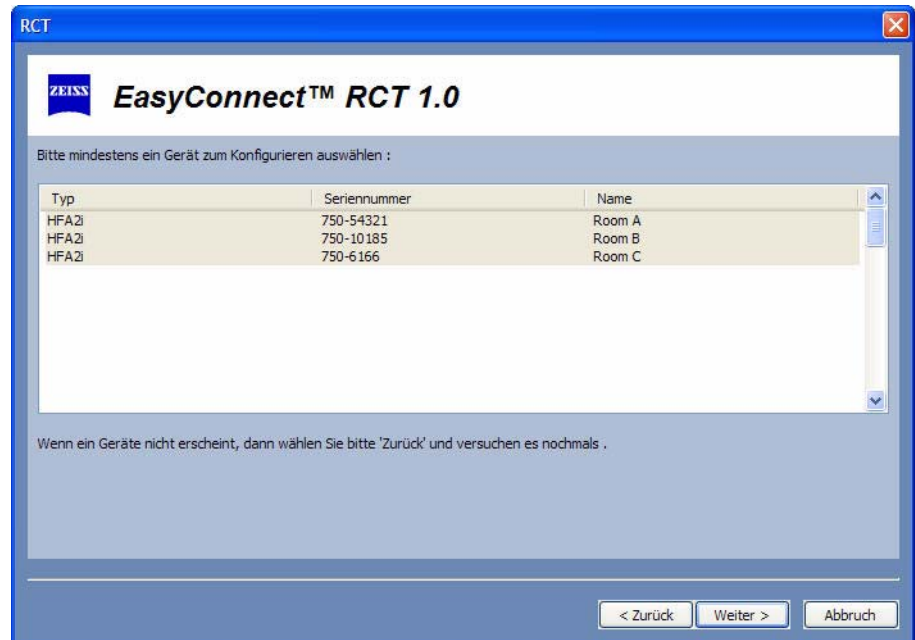 RCT
ZEISS
EasyConnect™ RCT 1.0
Bitte mindestens ein Gerät zum Konfigurieren auswählen :
Typ Seriennummer Name
HFA2i 750-54321 Room A
HFA2i 750-10185 Room B
HFA2i 750-6166 Room C
Wenn ein Geräte nicht erscheint, dann wählen Sie bitte 'Zurück' und versuchen es nochmals .
< Zurück Weiter > Abbruch